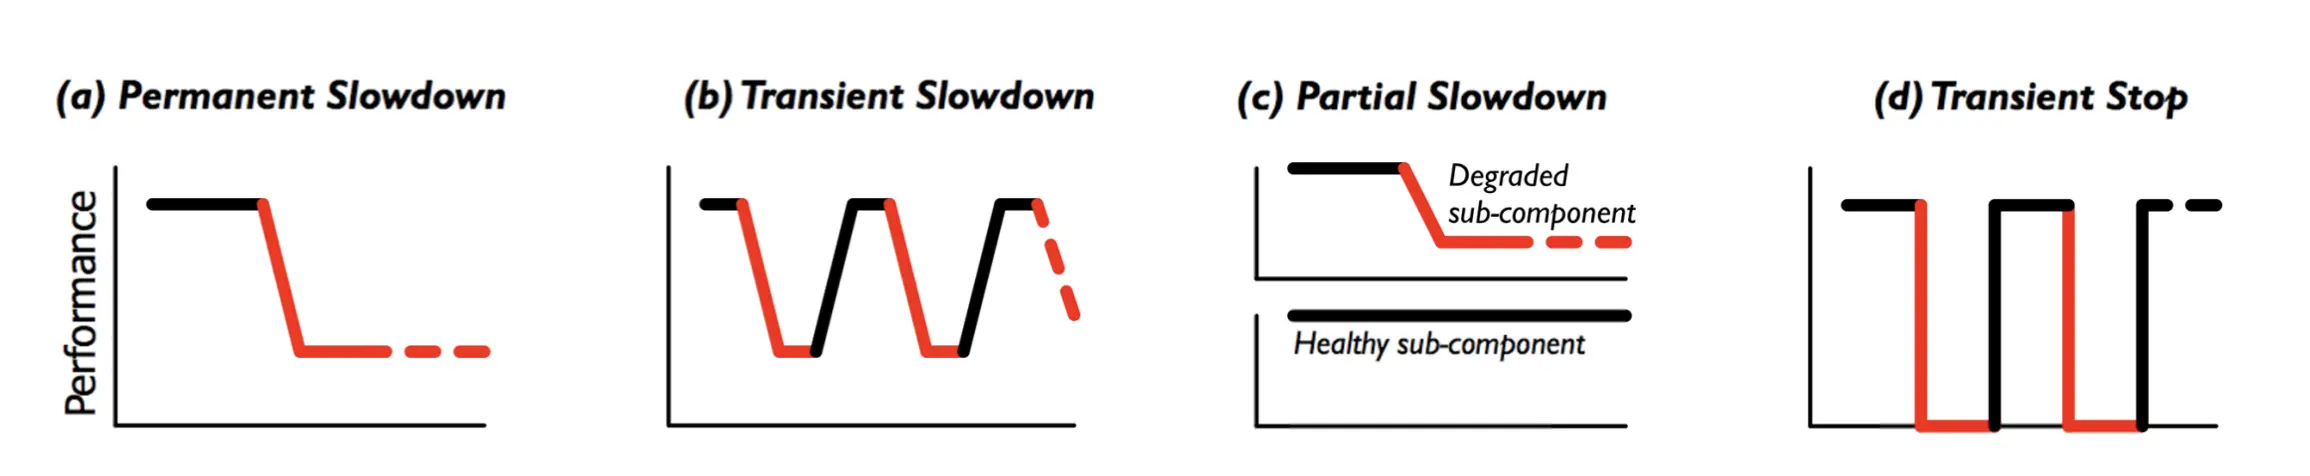 (a) Permanent Slowdown
(b) Transient Slowdown
(c) Partial Slowdown
(d) Transient Stop
Performance
Degraded
sub-component
Healthy sub-component